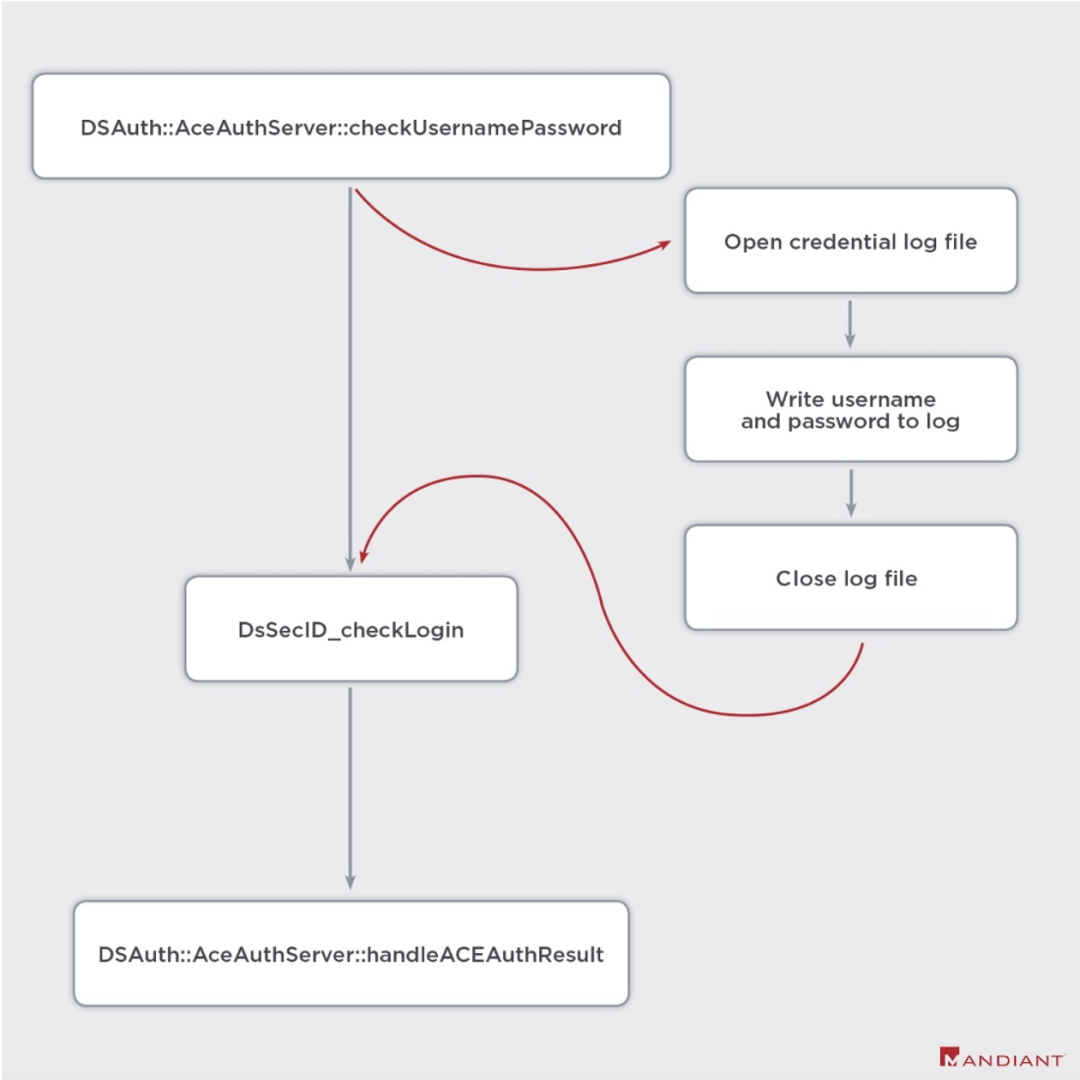 DSAuth::AceAuthServer::checkUsernamePassword
Open credential log file
Write username
and password to log
Close log file
DsSecID_checkLogin
DSAuth::AceAuthServer::handleACEAuthResult
MANDIANT